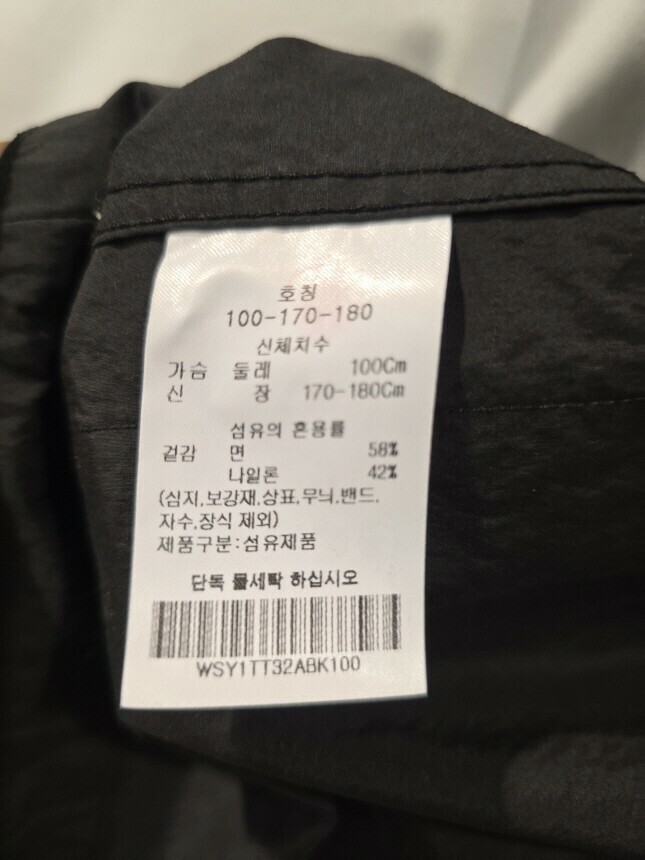 호칭
100-170-180
신체치수
가슴 둘레 100Cm
신 장 170-180Cm
섬유의 혼용률
겉감 면 58%
나일론 42%
(심지,보강재,상표,무늬,밴드,
자수,장식 제외)
제품구분:섬유제품
단독 물세탁 하십시오
WSY1TT32ABK100